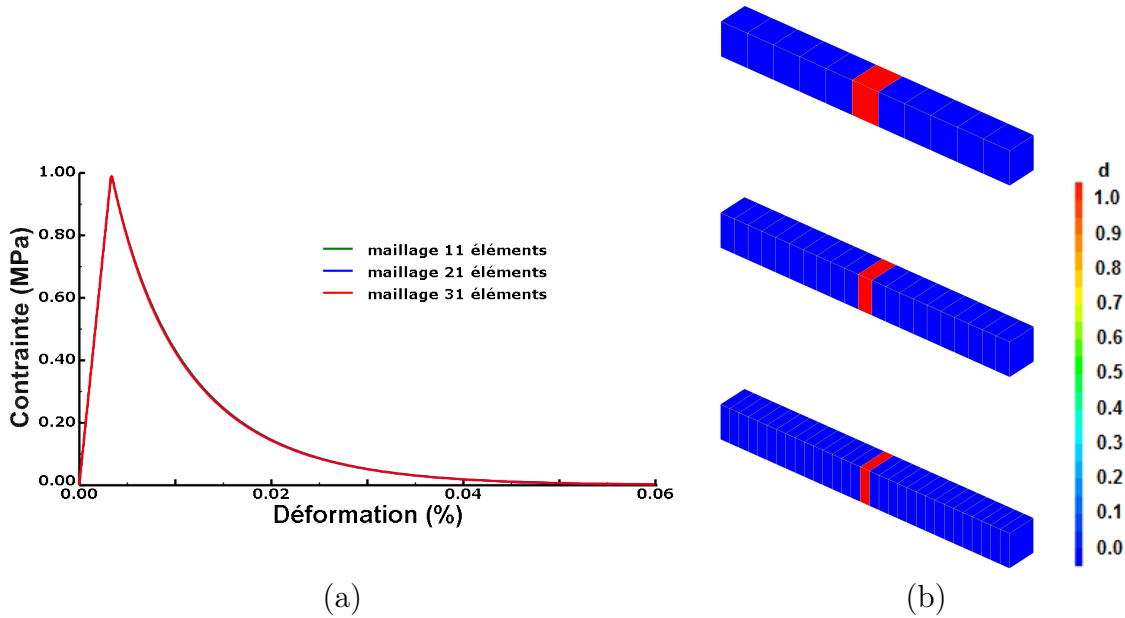 1.00
0.80
0.60
0.40
0.20
0.00
Contrainte (MPa)
0.00
0.02
0.04
0.06
Déformation (%)
maillage 11 éléments
maillage 21 éléments
maillage 31 éléments
(a)
d
1.0
0.9
0.8
0.7
0.6
0.5
0.4
0.3
0.2
0.1
0.0
(b)